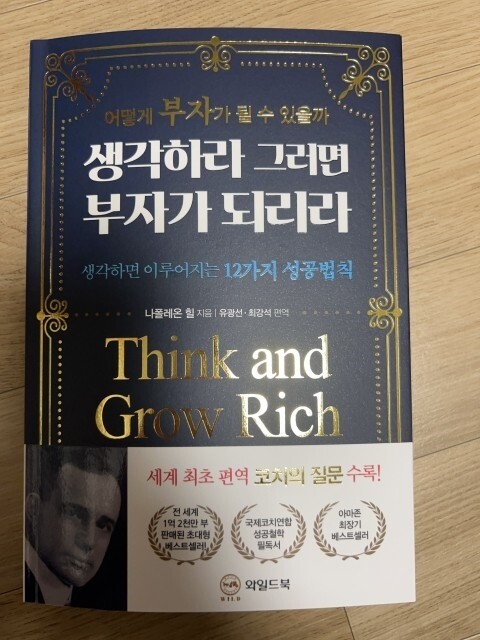 어떻게 부자가 될 수 있을까
생각하라 그러면
부자가 되리라
생각하면 이루어지는 12가지 성공법칙
나폴레온 힐 지음 | 유광선·최강석 편역
Think and
Grow Rich
세계 최초 편역 코치의 질문 수록!
전 세계
1억 2천만 부
판매된 초대형
베스트셀러!
국제코치연합
성공철학
필독서
아마존
최장기
베스트셀러
WILD
와일드북